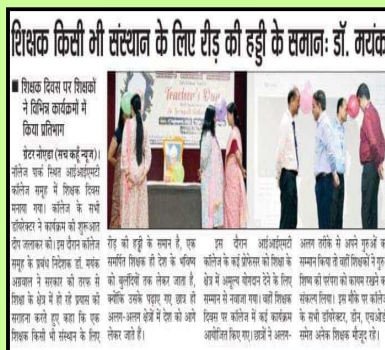 शिक्षक किसी भी संस्थान के लिए रीड़ की हड्डी के समान: डॉ. मयंक
■ शिक्षक दिवस पर शिक्षकों
ने विभिन्न कार्यक्रमों में
किया प्रतिभाग
ग्रेटर नोएडा (सच कहूँ न्यूज)।
नॉलेज पार्क स्थित आईआईएमटी
कॉलेज समूह में शिक्षक दिवस
मनाया गया। कॉलेज के सभी
डायरेक्टर ने कार्यक्रम की शुरूआत
दीप जलाकर की। इस दौरान कॉलेज
समूह के प्रबंध निदेशक डॉ. मयंक
अग्रवाल ने सरकार की तरफ से
शिक्षा के क्षेत्र में हो रहे प्रयास की
सराहना करते हुए कहा कि एक
शिक्षक किसी भी संस्थान के लिए
Teacher's Day
रीड़ की हड्डी के समान है, एक
समर्पित शिक्षक ही देश के भविष्य
को बुलंदियों तक लेकर जाता है,
क्योंकि उसके पढ़ाए गए छात्र ही
अलग-अलग क्षेत्रों में देश को आगे
लेकर जाते हैं।
इस दौरान आईआईएमटी
कॉलेज के कई प्रोफेसर को शिक्षा के
क्षेत्र में अमूल्य योगदान देने के लिए
सम्मान से नवाजा गया। वहीं शिक्षक
दिवस पर कॉलेज में कई कार्यक्रम
आयोजित किए गए। छात्रों ने अलग-
अलग तरीके से अपने गुरुओं का
सम्मान किया तो वहीं शिक्षकों ने गुरु
शिष्य की परंपरा को कायम रखने का
संकल्प लिया। इस मौके पर कॉलेज
के सभी डायरेक्टर, डीन, एचओडी
समेत अनेक शिक्षक मौजूद रहे।